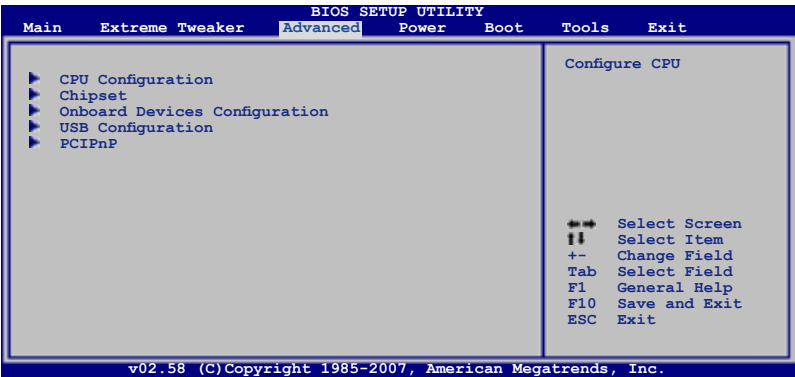 BIOS SETUP UTILITY
Main Extreme Tweaker Advanced Power Boot Tools Exit
CPU Configuration
Chipset
Onboard Devices Configuration
USB Configuration
PCIPnP
Configure CPU
Select Screen
Select Item
+- Change Field
Tab Select Field
F1 General Help
F10 Save and Exit
ESC Exit
v02.58 (C)Copyright 1985-2007, American Megatrends, Inc.